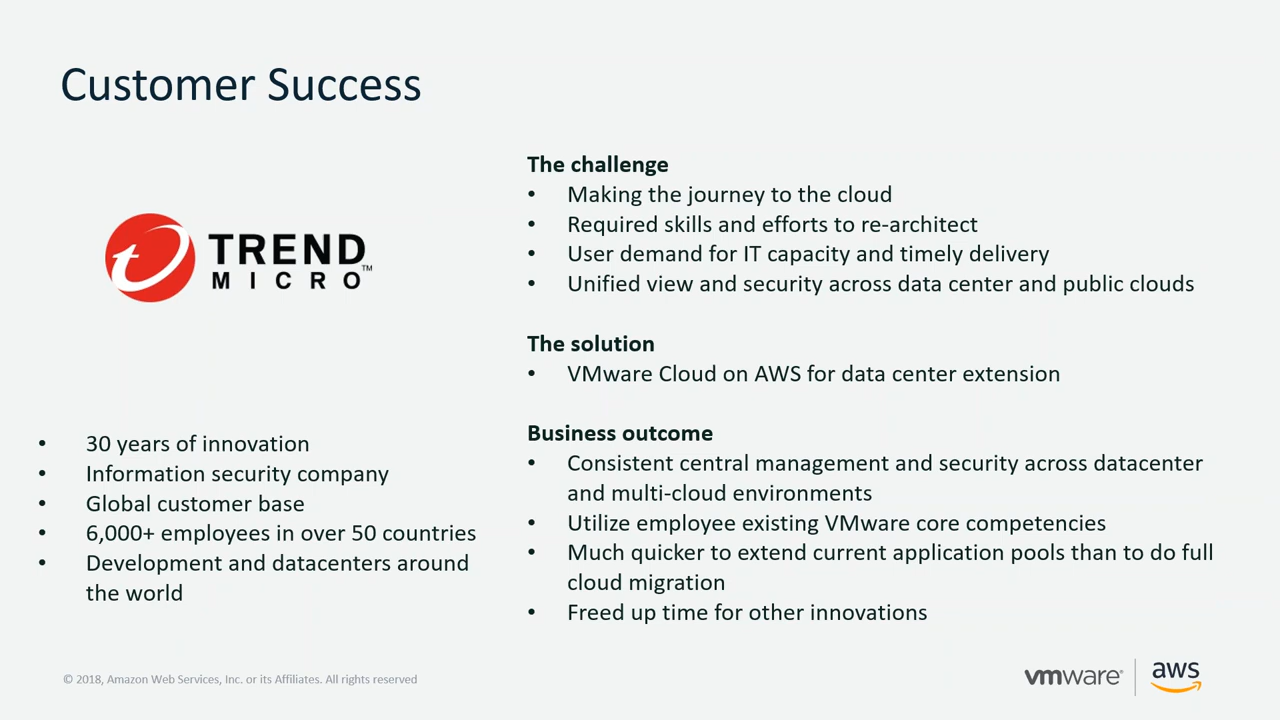 Customer Success
TREND
MICRO™
• 30 years of innovation
• Information security company
• Global customer base
• 6,000+ employees in over 50 countries
• Development and datacenters around
the world
The challenge
• Making the journey to the cloud
• Required skills and efforts to re-architect
• User demand for IT capacity and timely delivery
• Unified view and security across data center and public clouds
The solution
• VMware Cloud on AWS for data center extension
Business outcome
• Consistent central management and security across datacenter
and multi-cloud environments
• Utilize employee existing VMware core competencies
• Much quicker to extend current application pools than to do full
cloud migration
• Freed up time for other innovations
© 2018, Amazon Web Services, Inc. or its Affiliates. All rights reserved
vmware®
aws